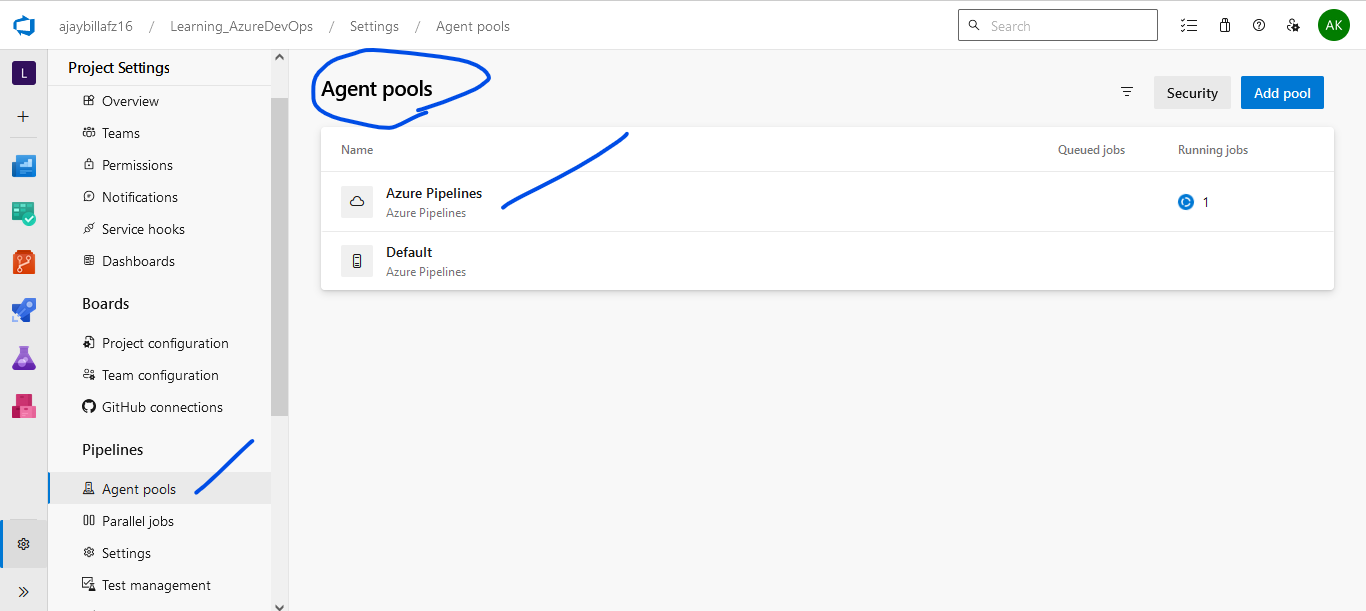 ajaybillafz16 / Learning_AzureDevOps / Settings / Agent pools
Search
AK
L
Project Settings
Overview
Teams
Permissions
Notifications
Service hooks
Dashboards
Boards
Project configuration
Team configuration
GitHub connections
Pipelines
Agent pools
Parallel jobs
Settings
Test management
Agent pools
Security
Add pool
Name Queued jobs Running jobs
Azure Pipelines
Azure Pipelines
1
Default
Azure Pipelines